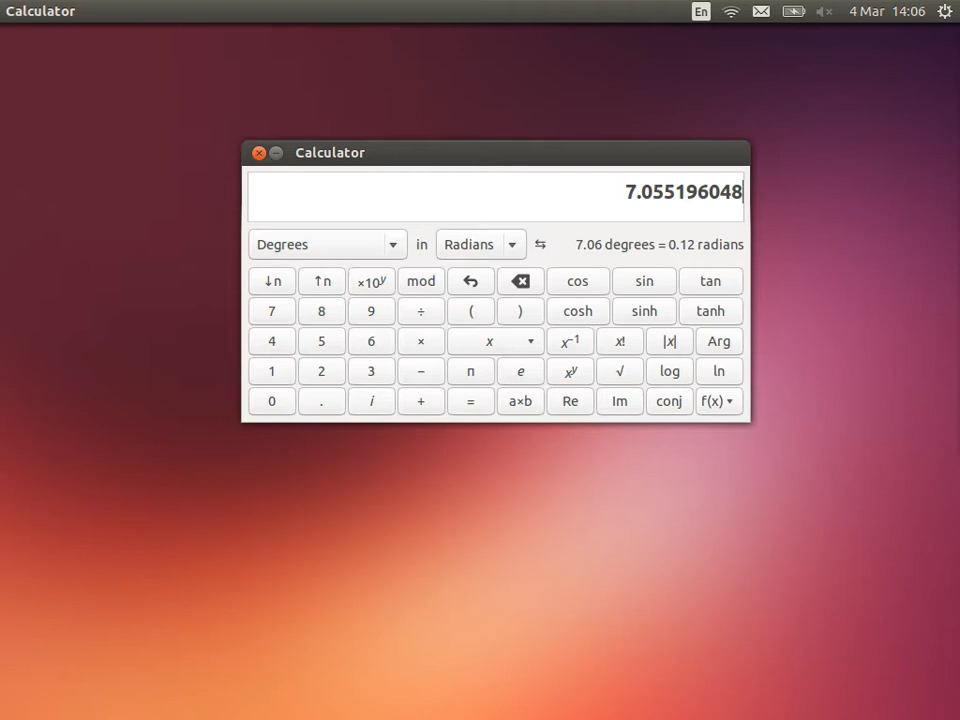 Calculator
En
4 Mar 14:06
Calculator
7.055196048
Degrees in Radians ⇆ 7.06 degrees = 0.12 radians
↓n ↑n ×10ʸ mod cos sin tan
7 8 9 ÷ ( ) cosh sinh tanh
4 5 6 × x x⁻¹ x! |x| Arg
1 2 3 − π e xʸ √ log ln
0 . i + = a×b Re Im conj f(x)